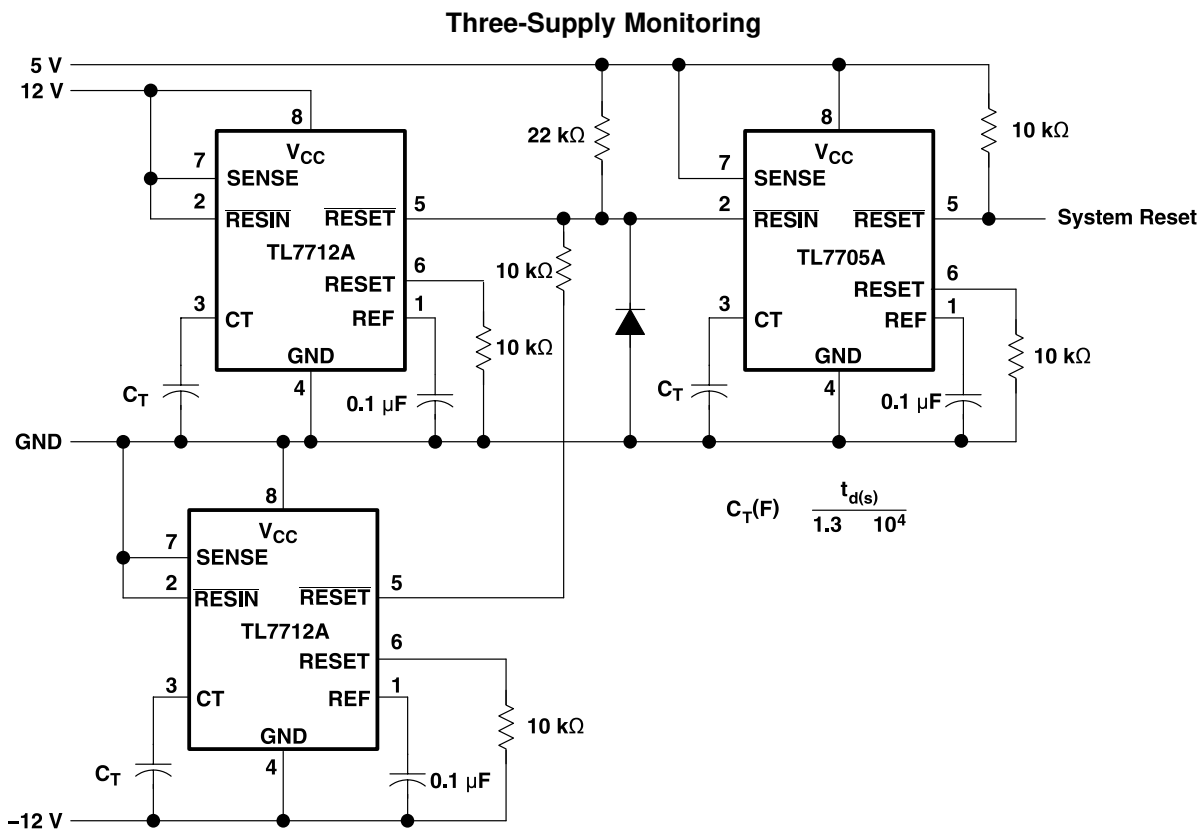 Three-Supply Monitoring
5 V
12 V
8
VCC
7
SENSE
2
RESIN
RESET
5
TL7712A
RESET
6
3
CT
REF
1
GND
4
CT
0.1 µF
10 kΩ
22 kΩ
10 kΩ
8
VCC
7
SENSE
2
RESIN
RESET
5
TL7705A
RESET
6
3
CT
REF
1
GND
4
CT
0.1 µF
10 kΩ
10 kΩ
System Reset
GND
8
VCC
7
SENSE
2
RESIN
RESET
5
TL7712A
RESET
6
3
CT
REF
1
GND
4
CT
0.1 µF
10 kΩ
–12 V
CT(F) td(s)
1.3 10⁴